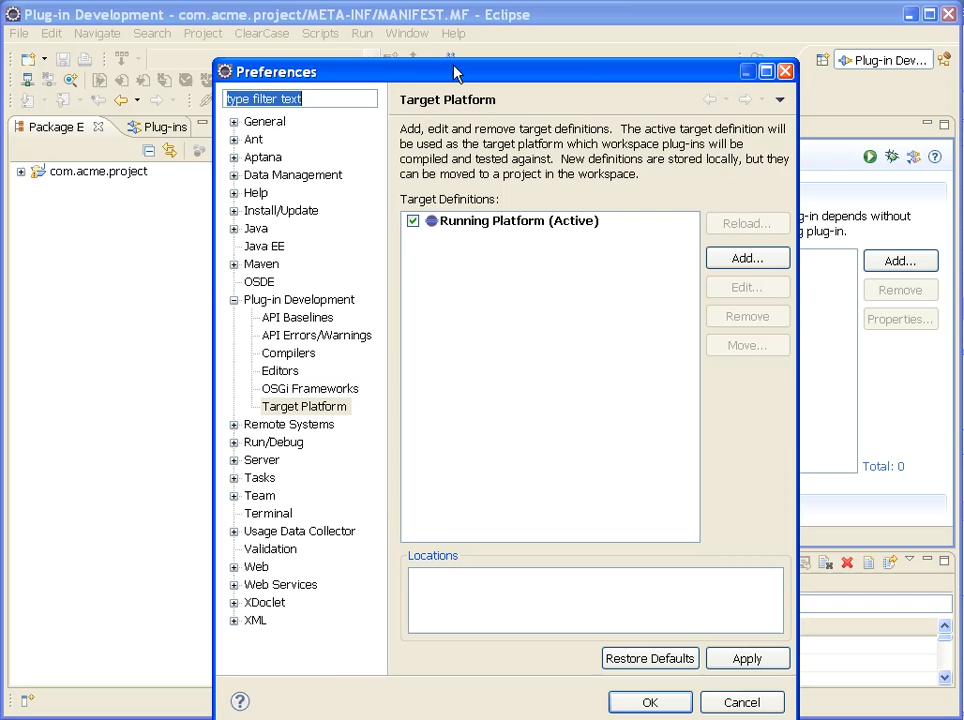 Plug-in Development - com.acme.project/META-INF/MANIFEST.MF - Eclipse
File Edit Navigate Search Project ClearCase Scripts Run Window Help
Plug-in Dev...
Package E
Plug-ins
com.acme.project
Preferences
type filter text
General
Ant
Aptana
Data Management
Help
Install/Update
Java
Java EE
Maven
OSDE
Plug-in Development
API Baselines
API Errors/Warnings
Compilers
Editors
OSGi Frameworks
Target Platform
Remote Systems
Run/Debug
Server
Tasks
Team
Terminal
Usage Data Collector
Validation
Web
Web Services
XDoclet
XML
Target Platform
Add, edit and remove target definitions. The active target definition will
be used as the target platform which workspace plug-ins will be
compiled and tested against. New definitions are stored locally, but they
can be moved to a project in the workspace.
Target Definitions:
Running Platform (Active)
Reload...
Add...
Edit...
Remove
Move...
Locations
Restore Defaults
Apply
OK
Cancel
g-in depends without
g plug-in.
Add...
Remove
Properties...
Total: 0